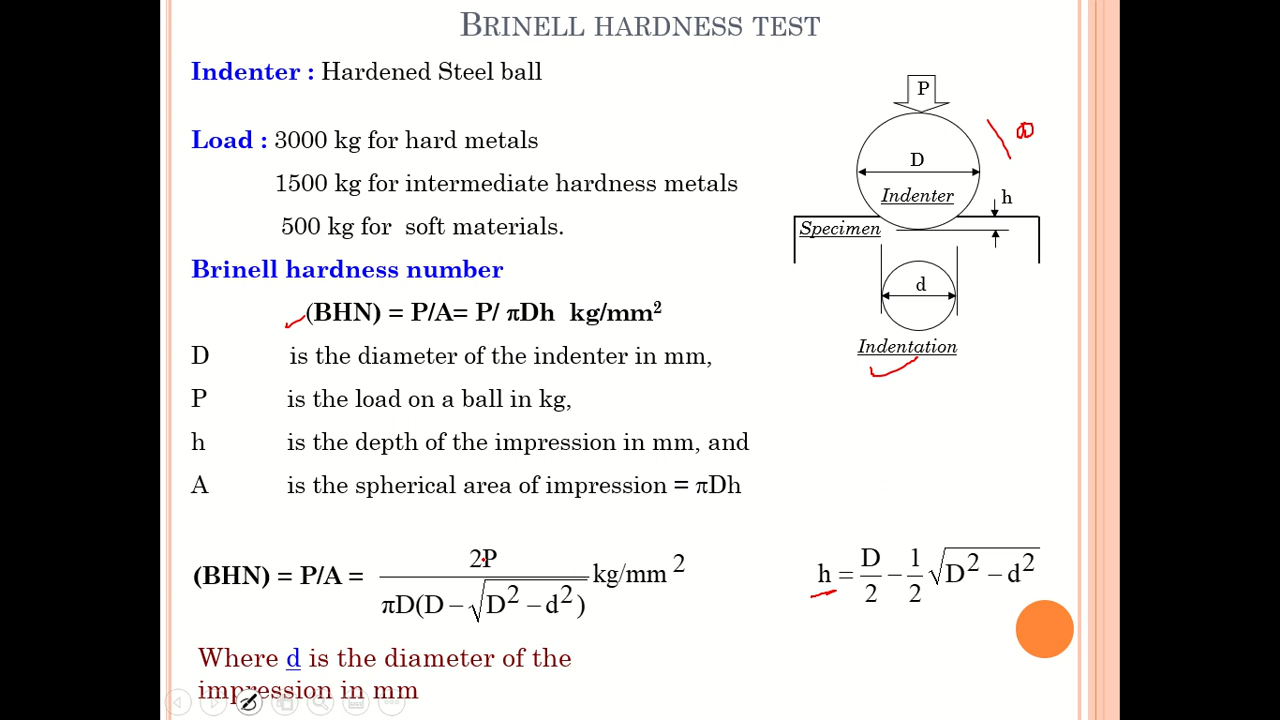 BRINELL HARDNESS TEST
Indenter : Hardened Steel ball
Load : 3000 kg for hard metals
1500 kg for intermediate hardness metals
500 kg for soft materials.
Brinell hardness number
(BHN) = P/A= P/ πDh kg/mm²
D is the diameter of the indenter in mm,
P is the load on a ball in kg,
h is the depth of the impression in mm, and
A is the spherical area of impression = πDh
(BHN) = P/A = 2P / πD(D – √D² – d²) kg/mm²
Where d is the diameter of the
impression in mm
P
D
Indenter
h
Specimen
d
Indentation
h = D/2 – 1/2 √D² – d²